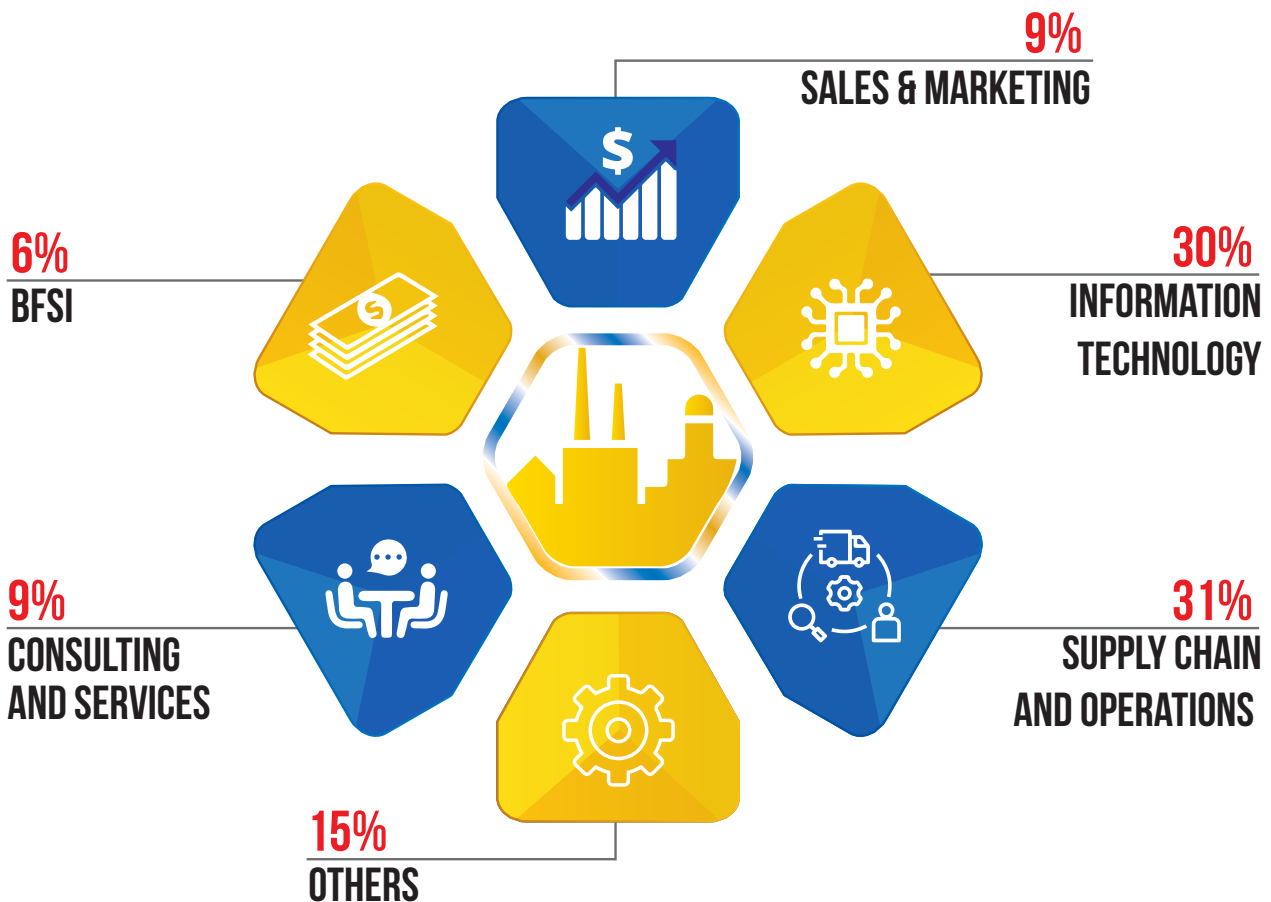 9%
SALES & MARKETING
6%
BFSI
30%
INFORMATION
TECHNOLOGY
9%
CONSULTING
AND SERVICES
31%
SUPPLY CHAIN
AND OPERATIONS
15%
OTHERS
$
$